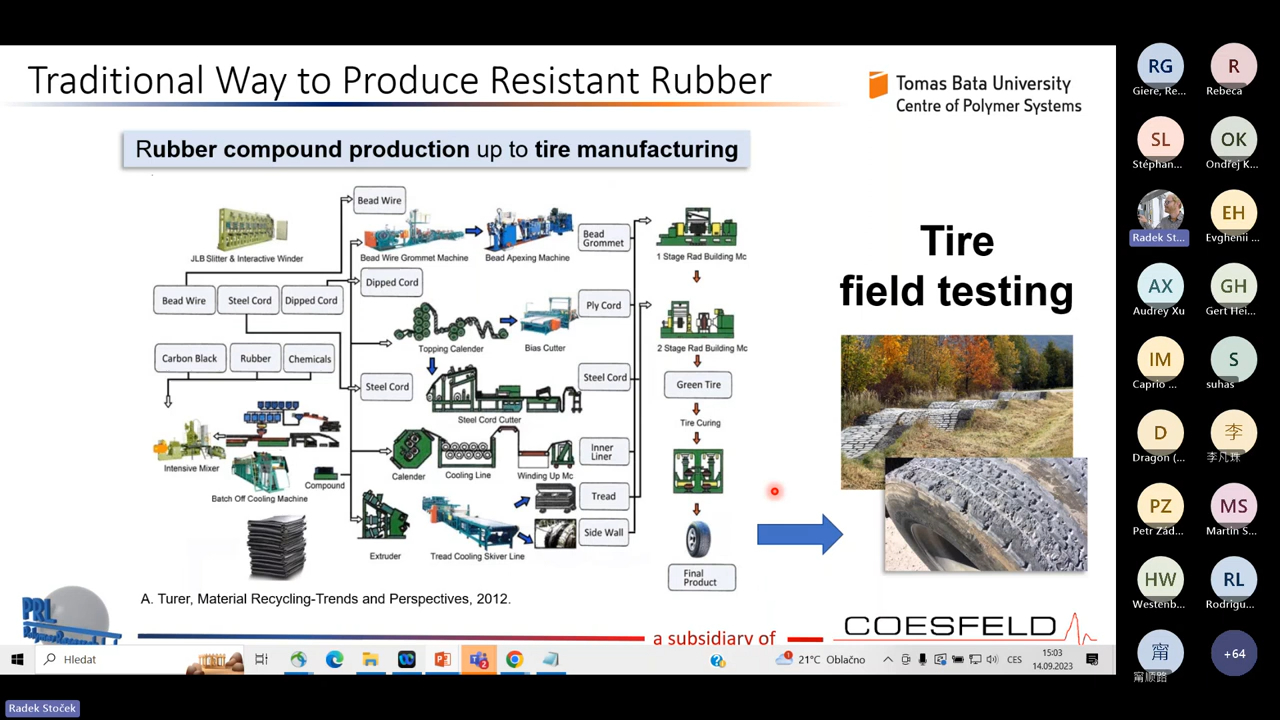 Traditional Way to Produce Resistant Rubber
Tomas Bata University
Centre of Polymer Systems
Rubber compound production up to tire manufacturing
Bead Wire
JLB Slitter & Interactive Winder
Bead Wire Grommet Machine
Bead Apexing Machine
Bead
Grommet
1 Stage Rad Building Mc
Bead Wire
Steel Cord
Dipped Cord
Dipped Cord
Topping Calender
Bias Cutter
Ply Cord
2 Stage Rad Building Mc
Carbon Black
Rubber
Chemicals
Steel Cord
Steel Cord Cutter
Steel Cord
Green Tire
Tire Curing
Intensive Mixer
Batch Off Cooling Machine
Compound
Calender
Cooling Line
Winding Up Mc
Inner
Liner
Tread
Side Wall
Extruder
Tread Cooling Skiver Line
Final
Product
Tire
field testing
A. Turer, Material Recycling-Trends and Perspectives, 2012.
PRL
a subsidiary of
COESFELD
Hledat
21°C Oblačno
CES
15:03
14.09.2023
RG
Giere, Re...
R
Rebeca
SL
Stéphan...
OK
Ondřej K...
Radek St...
EH
Evghenii ...
AX
Audrey Xu
GH
Gert Hei...
IM
Caprio ...
S
suhas
D
Dragon (...
李
李凡珠
PZ
Petr Zád...
MS
Martin S...
HW
Westenb...
RL
Rodrigu...
甯
甯顺路
+64
Radek Stoček